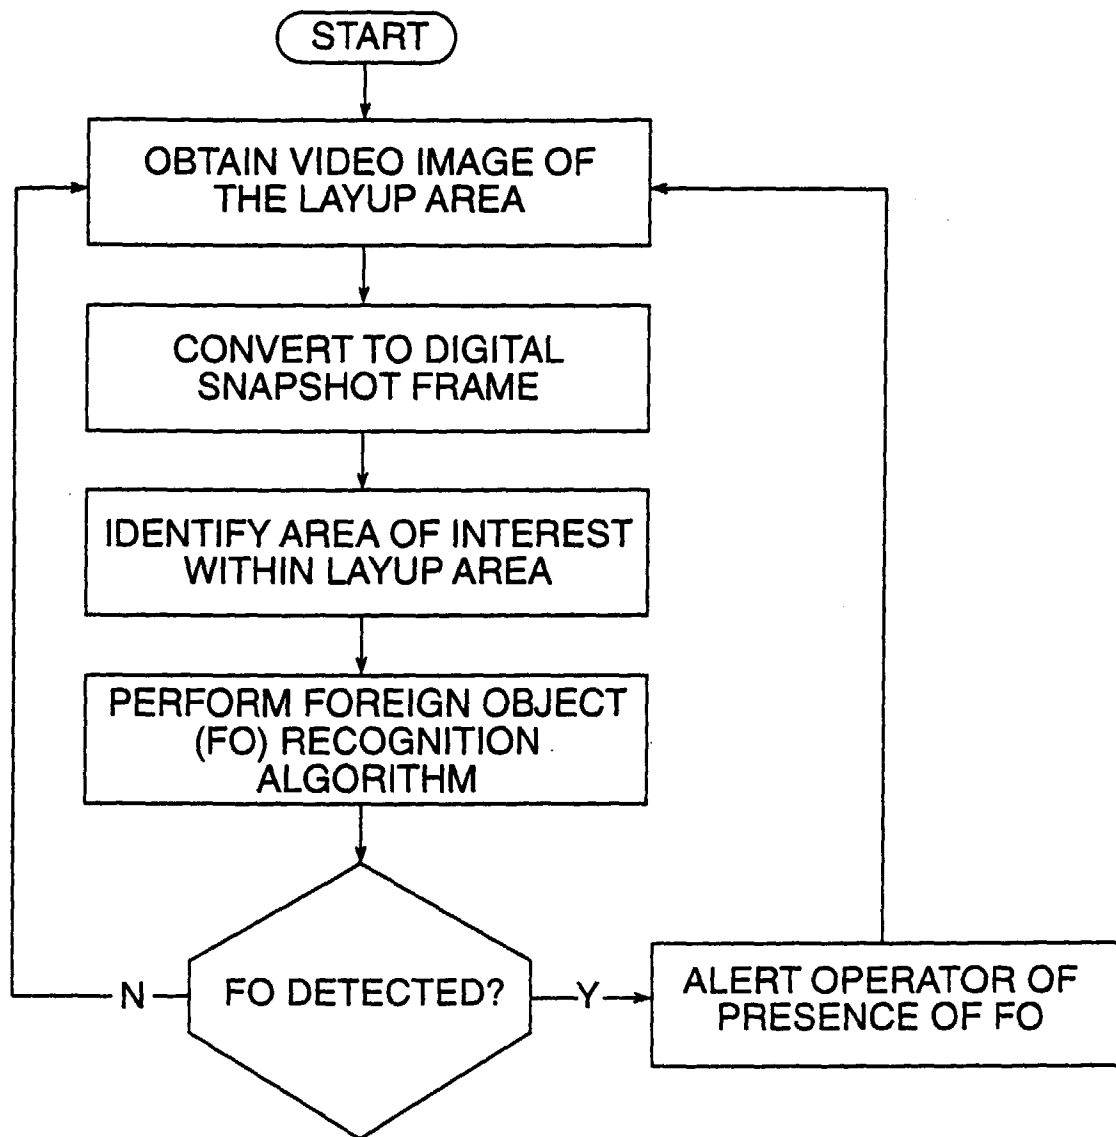 START
OBTAIN VIDEO IMAGE OF
THE LAYUP AREA
CONVERT TO DIGITAL
SNAPSHOT FRAME
IDENTIFY AREA OF INTEREST
WITHIN LAYUP AREA
PERFORM FOREIGN OBJECT
(FO) RECOGNITION
ALGORITHM
N
FO DETECTED?
Y
ALERT OPERATOR OF
PRESENCE OF FO